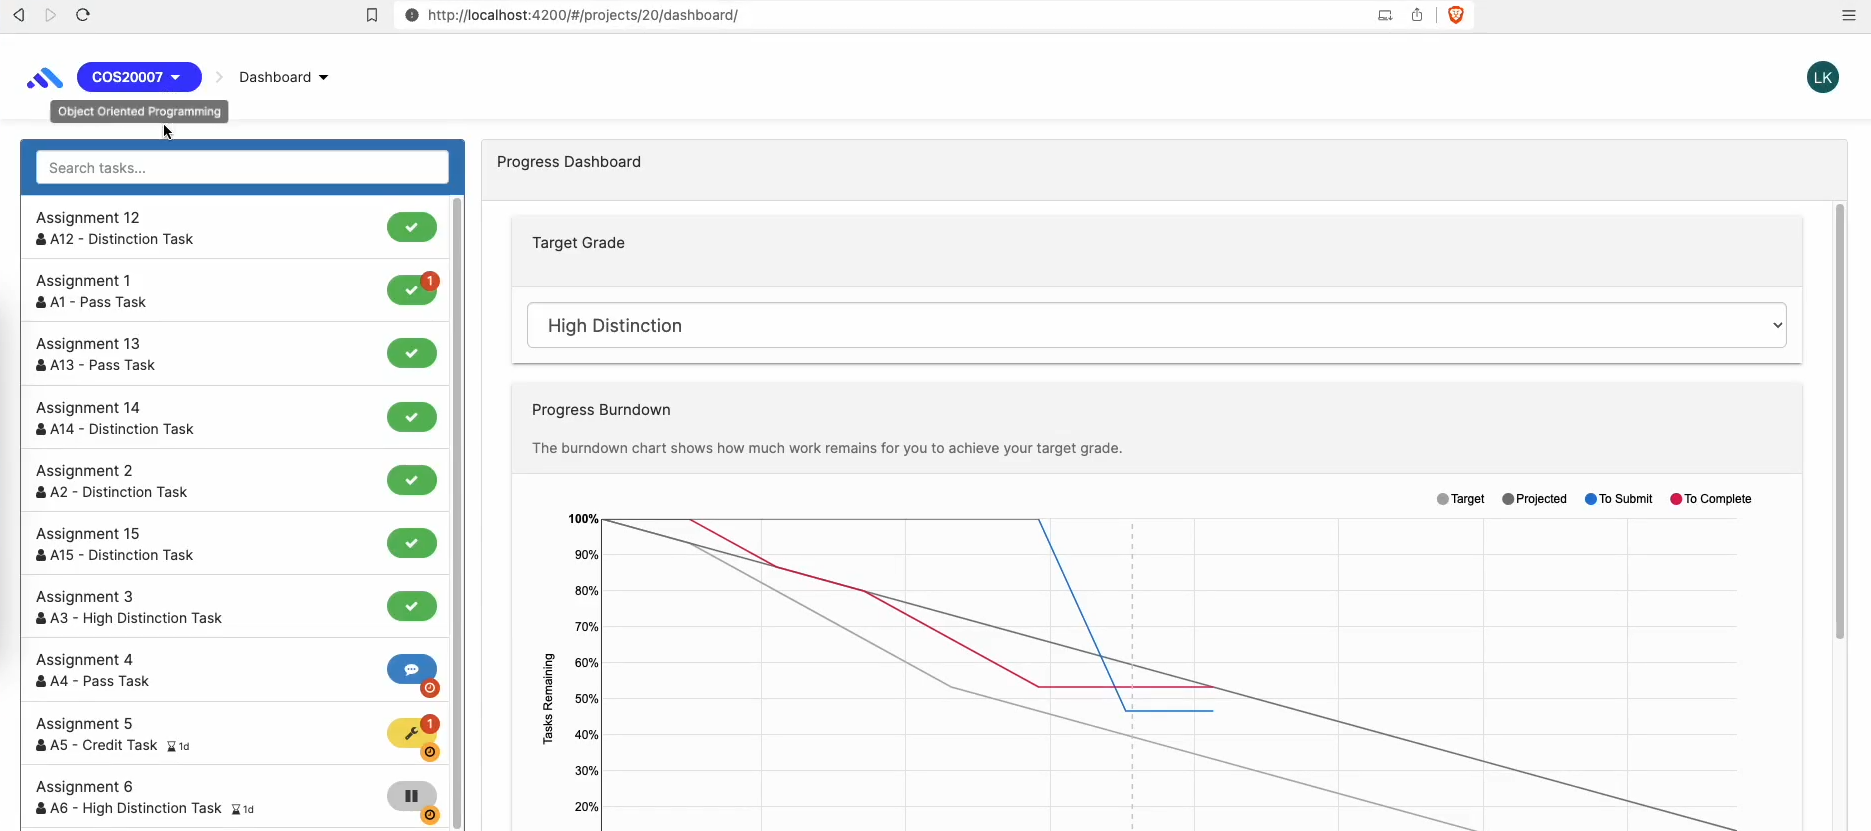 http://localhost:4200/#/projects/20/dashboard/
COS20007
Dashboard
LK
Object Oriented Programming
Search tasks...
Assignment 12
A12 - Distinction Task
Assignment 1
A1 - Pass Task
1
Assignment 13
A13 - Pass Task
Assignment 14
A14 - Distinction Task
Assignment 2
A2 - Distinction Task
Assignment 15
A15 - Distinction Task
Assignment 3
A3 - High Distinction Task
Assignment 4
A4 - Pass Task
Assignment 5
A5 - Credit Task 1d
1
Assignment 6
A6 - High Distinction Task 1d
Progress Dashboard
Target Grade
High Distinction
Progress Burndown
The burndown chart shows how much work remains for you to achieve your target grade.
Target Projected To Submit To Complete
Tasks Remaining
100%
90%
80%
70%
60%
50%
40%
30%
20%